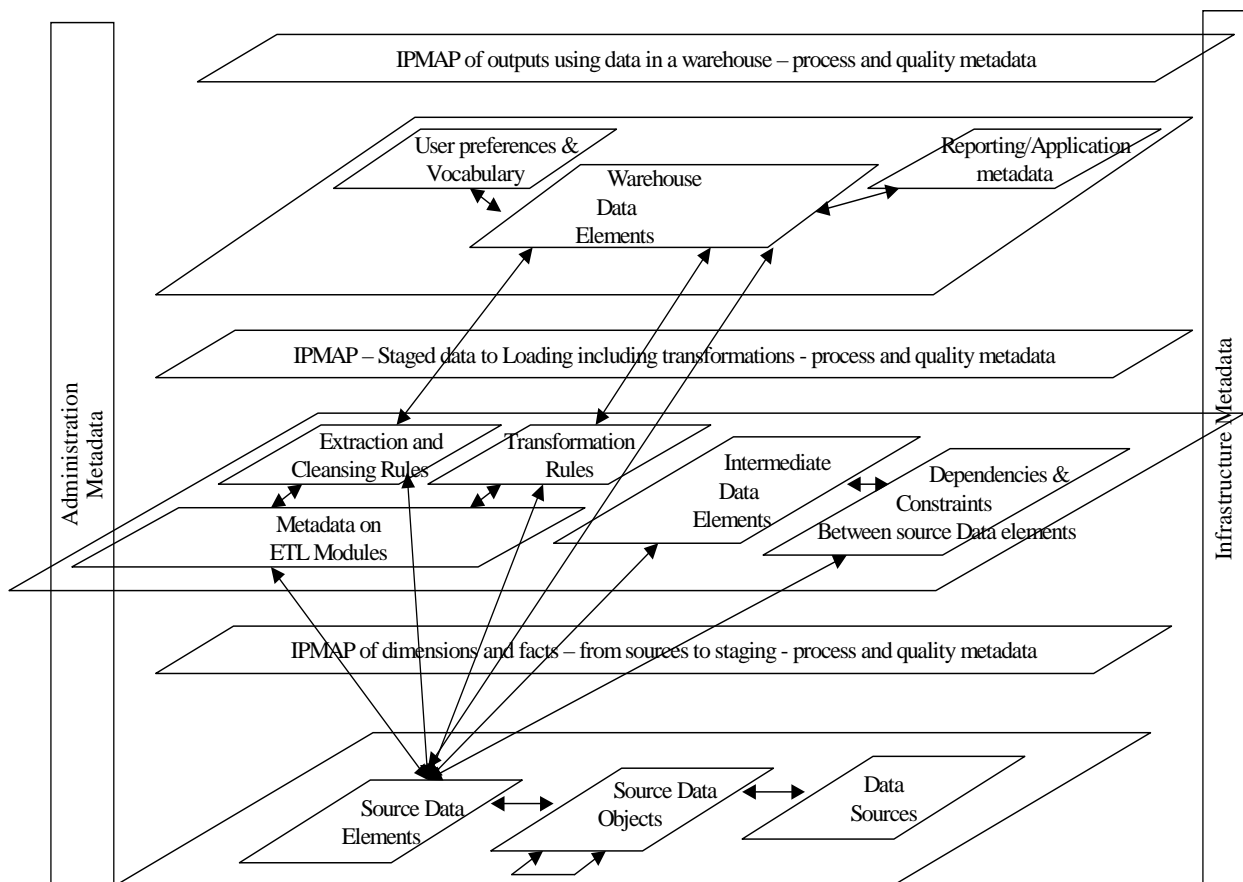 IPMAP of outputs using data in a warehouse – process and quality metadata
User preferences &
Vocabulary
Warehouse
Data
Elements
Reporting/Application
metadata
IPMAP – Staged data to Loading including transformations - process and quality metadata
Extraction and
Cleansing Rules
Transformation
Rules
Intermediate
Data
Elements
Dependencies &
Constraints
Between source Data elements
Metadata on
ETL Modules
IPMAP of dimensions and facts – from sources to staging - process and quality metadata
Source Data
Elements
Source Data
Objects
Data
Sources
Administration
Metadata
Infrastructure Metadata